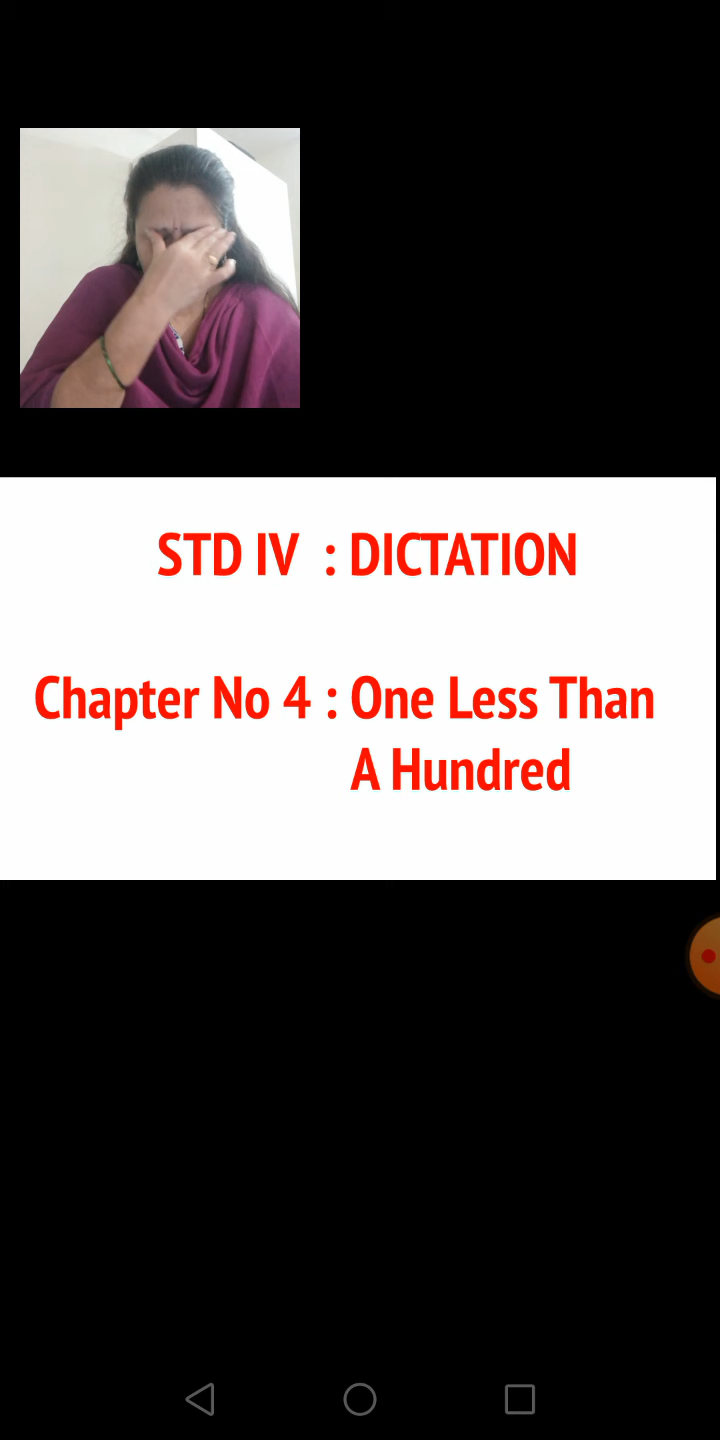 STD IV : DICTATION
Chapter No 4 : One Less Than
A Hundred